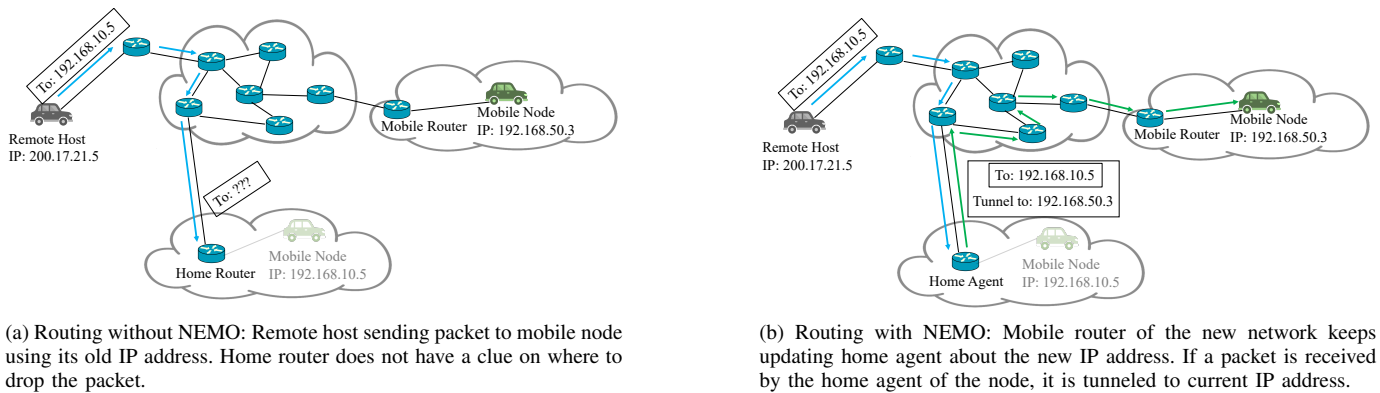 To: 192.168.10.5
Remote Host
IP: 200.17.21.5
Mobile Router
Mobile Node
IP: 192.168.50.3
To: ???
Home Router
Mobile Node
IP: 192.168.10.5
(a) Routing without NEMO: Remote host sending packet to mobile node
using its old IP address. Home router does not have a clue on where to
drop the packet.
To: 192.168.10.5
Remote Host
IP: 200.17.21.5
Mobile Router
Mobile Node
IP: 192.168.50.3
To: 192.168.10.5
Tunnel to: 192.168.50.3
Home Agent
Mobile Node
IP: 192.168.10.5
(b) Routing with NEMO: Mobile router of the new network keeps
updating home agent about the new IP address. If a packet is received
by the home agent of the node, it is tunneled to current IP address.